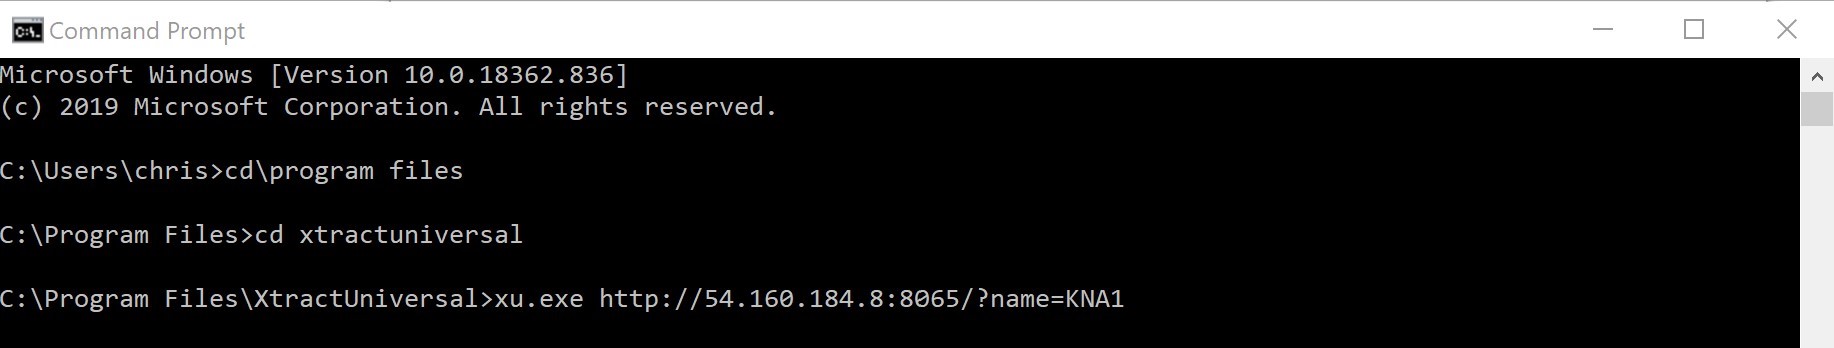 Command Prompt
Microsoft Windows [Version 10.0.18362.836]
(c) 2019 Microsoft Corporation. All rights reserved.
C:\Users\chris>cd\program files
C:\Program Files>cd xtractuniversal
C:\Program Files\XtractUniversal>xu.exe http://54.160.184.8:8065/?name=KNA1